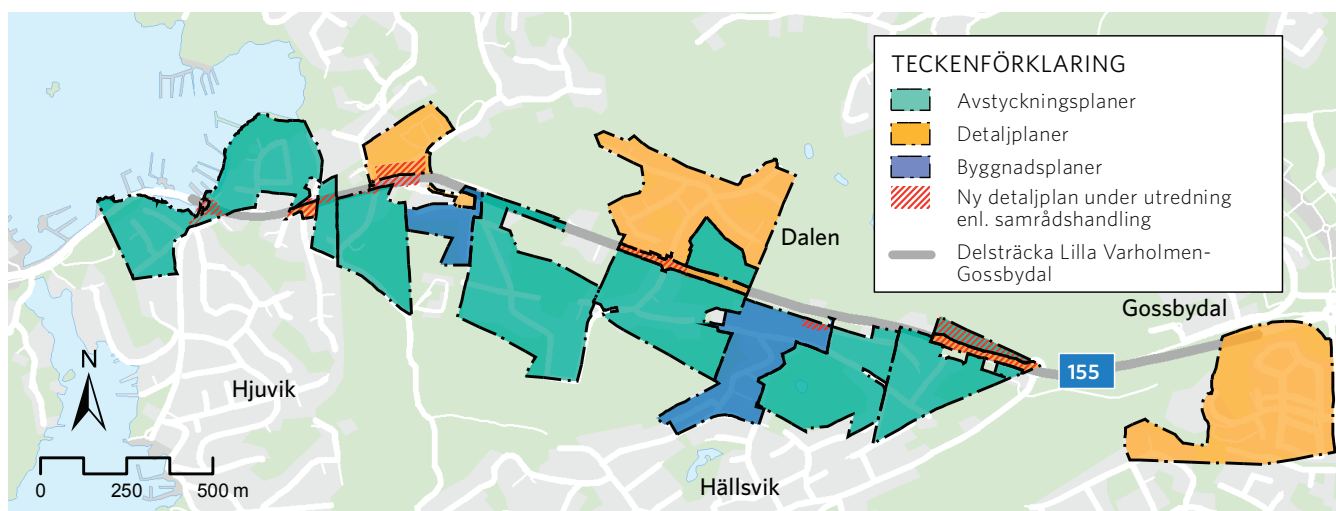 TECKENFÖRKLARING
Avstyckningsplaner
Detaljplaner
Byggnadsplaner
Ny detaljplan under utredning
enl. samrådshandling
Delsträcka Lilla Varholmen-
Gossbydal
Dalen
Gossbydal
155
N
Hjuvik
Hällsvik
0 250 500 m